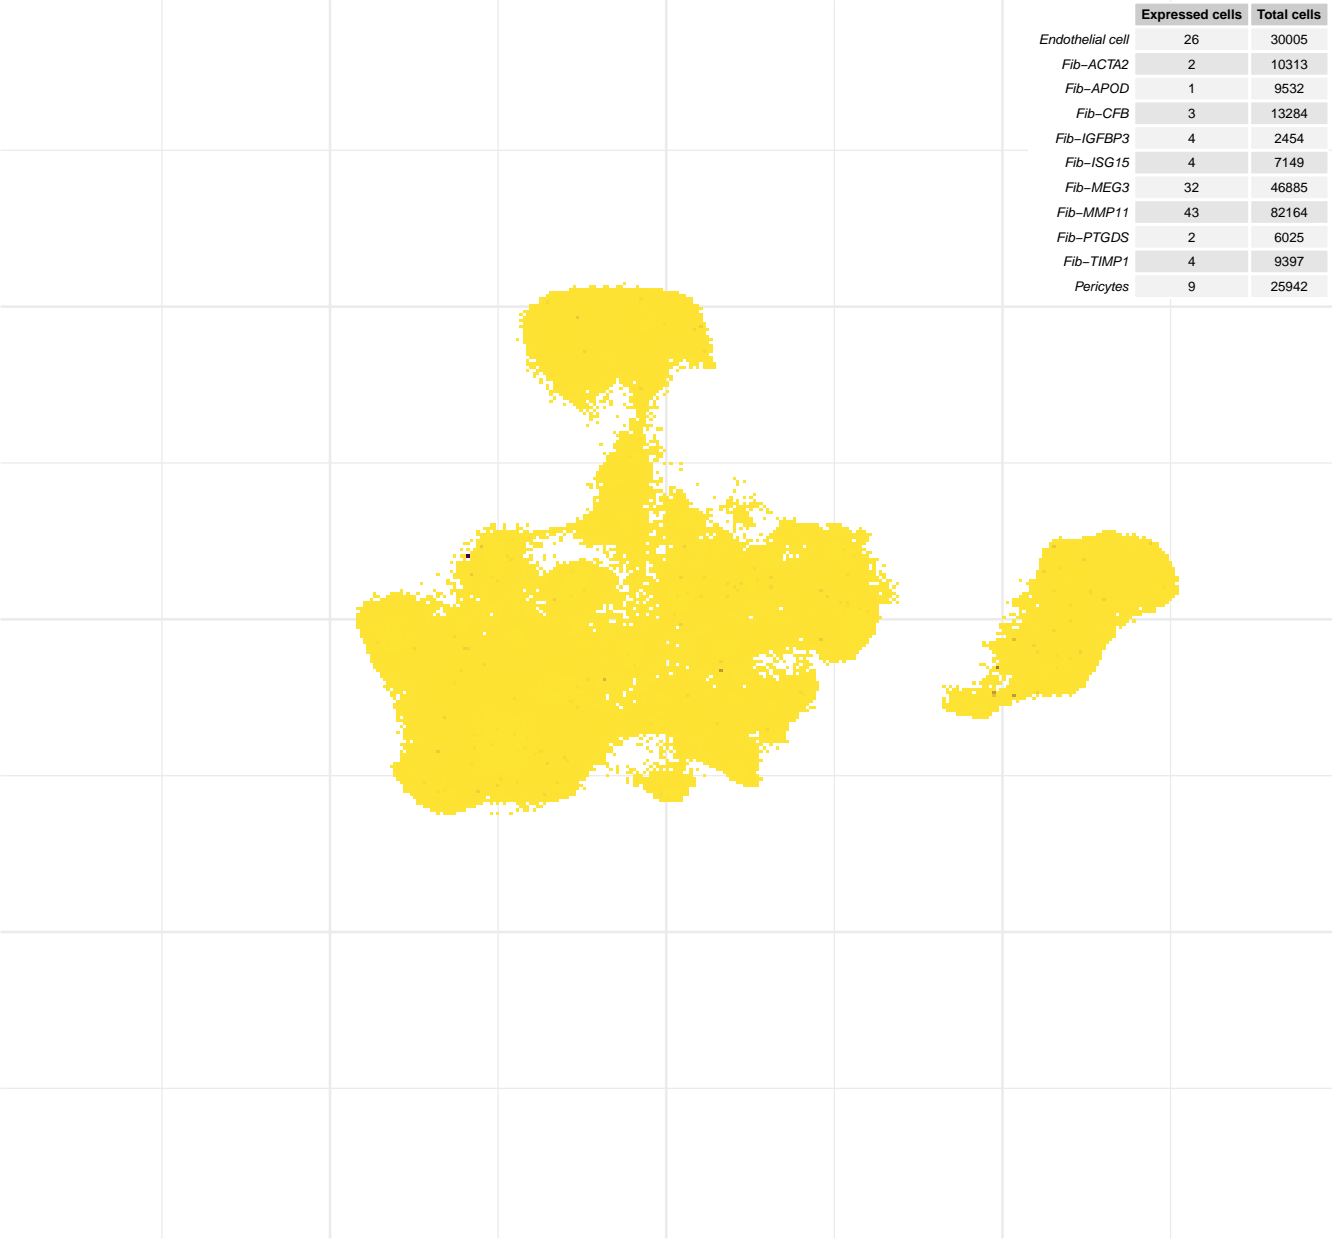 Expressed cells Total cells
Endothelial cell 26 30005
Fib−ACTA2 2 10313
Fib−APOD 1 9532
Fib−CFB 3 13284
Fib−IGFBP3 4 2454
Fib−ISG15 4 7149
Fib−MEG3 32 46885
Fib−MMP11 43 82164
Fib−PTGDS 2 6025
Fib−TIMP1 4 9397
Pericytes 9 25942